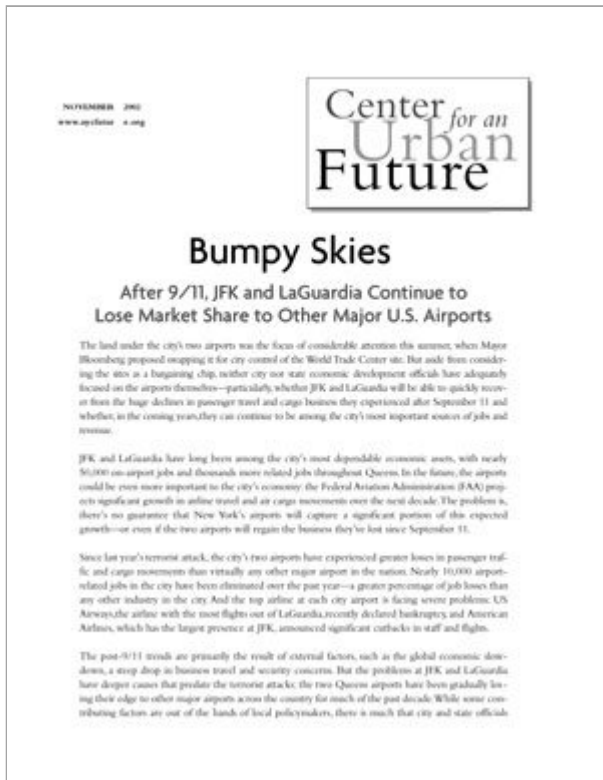 NOVEMBER 2002
www.nycfutur e.org
Center for an
Urban
Future
Bumpy Skies
After 9/11, JFK and LaGuardia Continue to
Lose Market Share to Other Major U.S. Airports
The land under the city's two airports was the focus of considerable attention this summer, when Mayor
Bloomberg proposed swapping it for city control of the World Trade Center site. But aside from consider-
ing the sites as a bargaining chip, neither city nor state economic development officials have adequately
focused on the airports themselves—particularly, whether JFK and LaGuardia will be able to quickly recov-
er from the huge declines in passenger travel and cargo business they experienced after September 11 and
whether, in the coming years,they can continue to be among the city's most important sources of jobs and
revenue.
JFK and LaGuardia have long been among the city's most dependable economic assets, with nearly
50,000 on-airport jobs and thousands more related jobs throughout Queens. In the future, the airports
could be even more important to the city's economy: the Federal Aviation Administration (FAA) proj-
ects significant growth in airline travel and air cargo movements over the next decade.The problem is,
there's no guarantee that New York's airports will capture a significant portion of this expected
growth—or even if the two airports will regain the business they've lost since September 11.
Since last year's terrorist attack, the city's two airports have experienced greater losses in passenger traf-
fic and cargo movements than virtually any other major airport in the nation. Nearly 10,000 airport-
related jobs in the city have been eliminated over the past year—a greater percentage of job losses than
any other industry in the city. And the top airline at each city airport is facing severe problems: US
Airways,the airline with the most flights out of LaGuardia,recently declared bankruptcy, and American
Airlines, which has the largest presence at JFK, announced significant cutbacks in staff and flights.
The post-9/11 trends are primarily the result of external factors, such as the global economic slow-
down, a steep drop in business travel and security concerns. But the problems at JFK and LaGuardia
have deeper causes that predate the terrorist attacks: the two Queens airports have been gradually los-
ing their edge to other major airports across the country for much of the past decade. While some con-
tributing factors are out of the hands of local policymakers, there is much that city and state officials